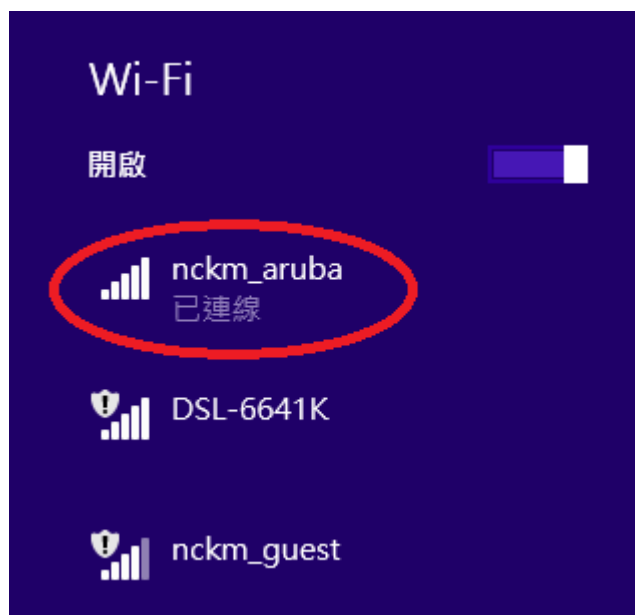 Wi-Fi
開啟
nckm_aruba
已連線
DSL-6641K
nckm_guest